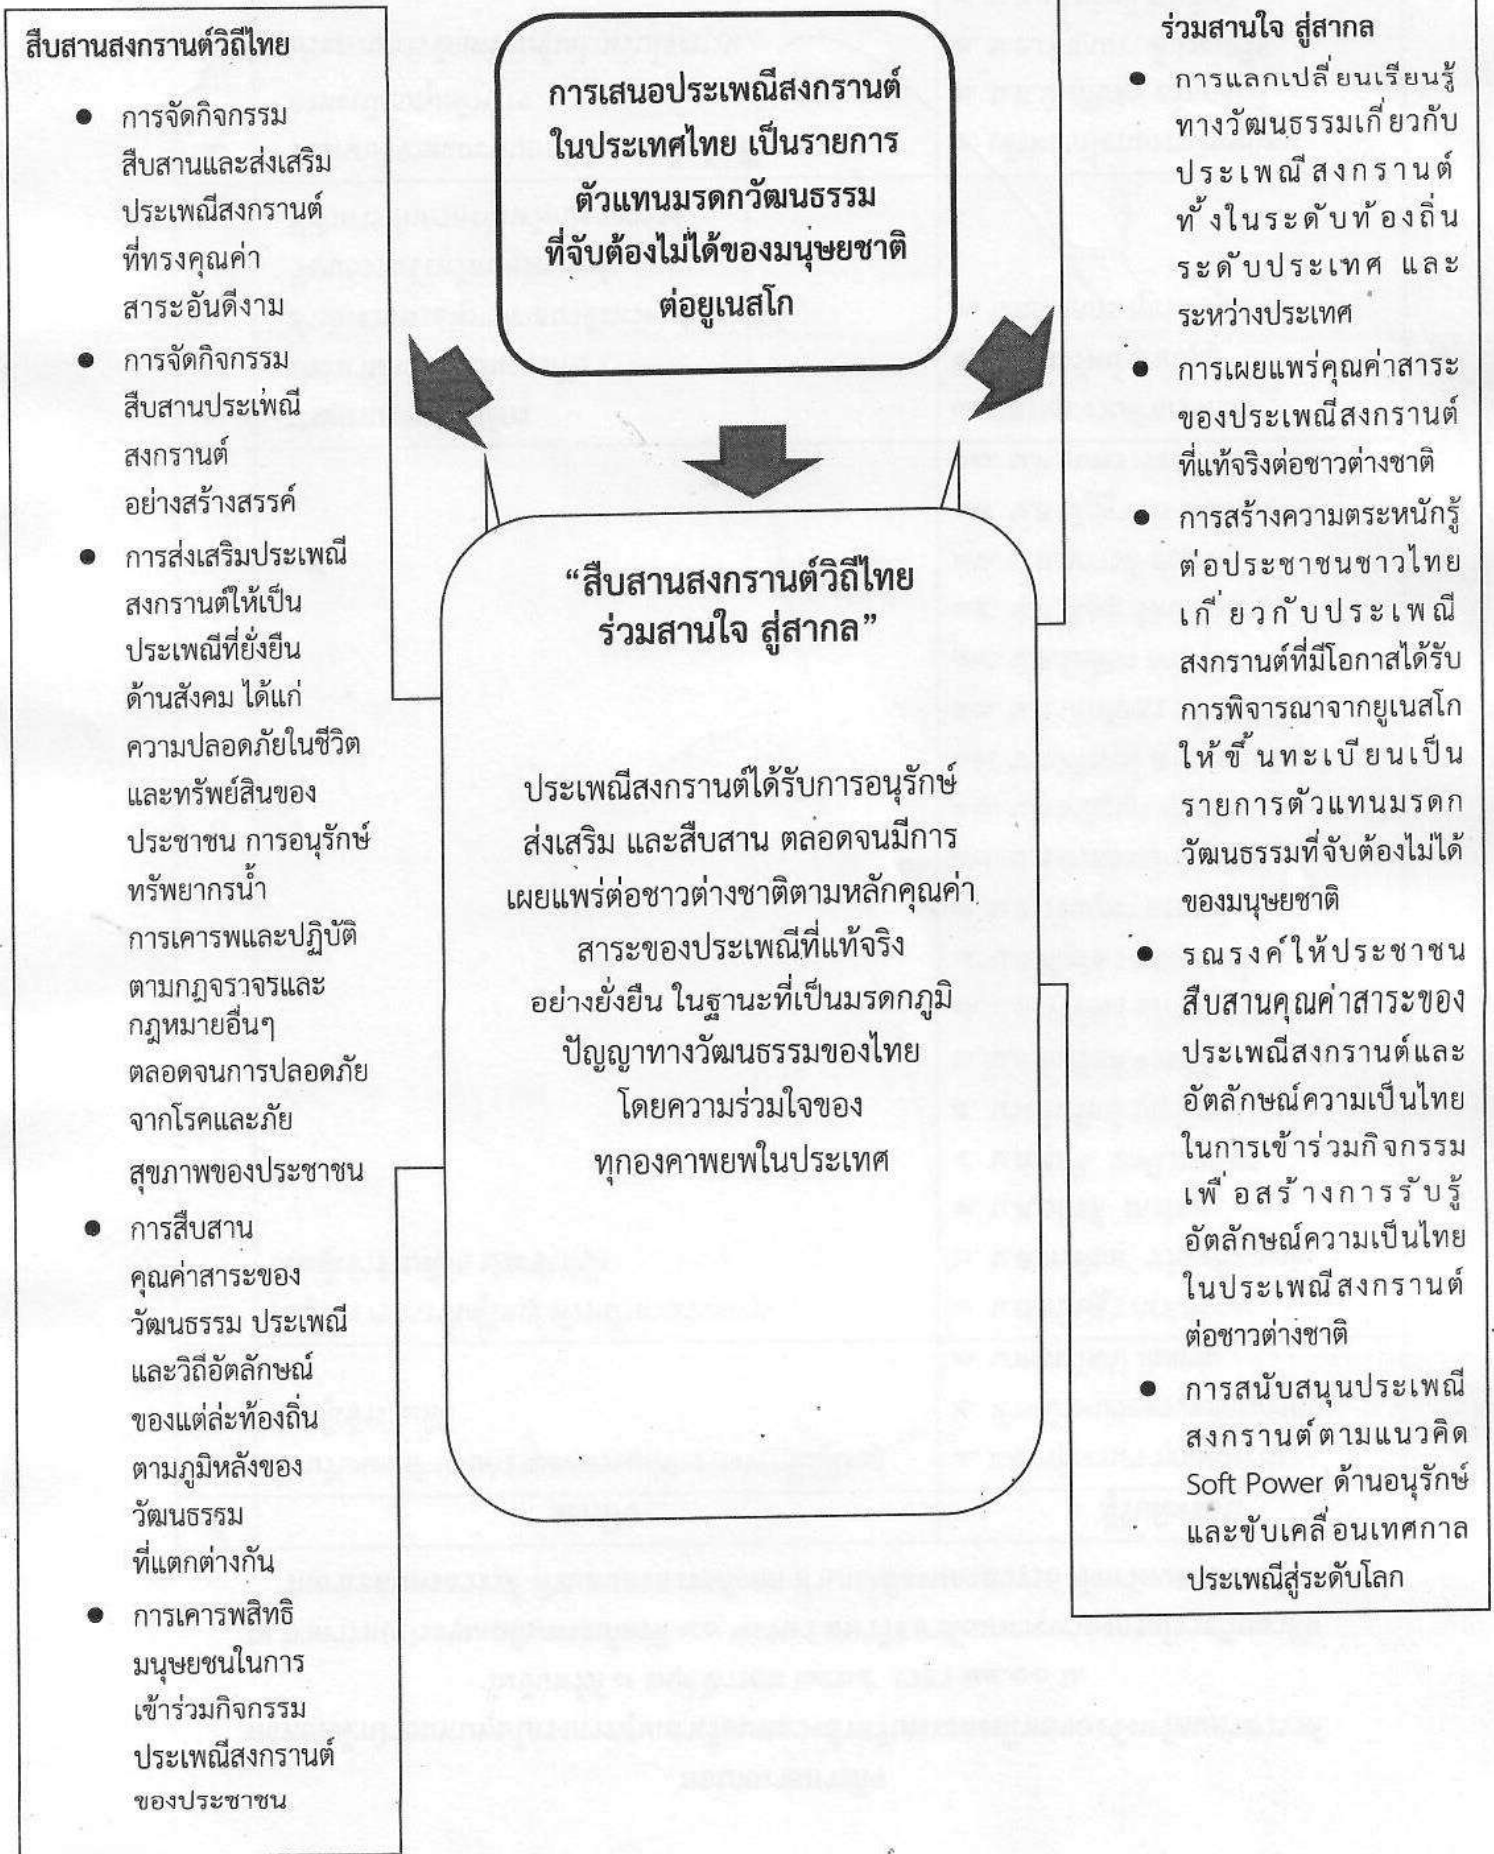 สืบสานสงกรานต์วิถีไทย
● การจัดกิจกรรม
สืบสานและส่งเสริม
ประเพณีสงกรานต์
ที่ทรงคุณค่า
สาระอันดีงาม
● การจัดกิจกรรม
สืบสานประเพณี
สงกรานต์
อย่างสร้างสรรค์
● การส่งเสริมประเพณี
สงกรานต์ให้เป็น
ประเพณีที่ยั่งยืน
ด้านสังคม ได้แก่
ความปลอดภัยในชีวิต
และทรัพย์สินของ
ประชาชน การอนุรักษ์
ทรัพยากรน้ำ
การเคารพและปฏิบัติ
ตามกฎจราจรและ
กฎหมายอื่นๆ
ตลอดจนการปลอดภัย
จากโรคและภัย
สุขภาพของประชาชน
● การสืบสาน
คุณค่าสาระของ
วัฒนธรรม ประเพณี
และวิถีอัตลักษณ์
ของแต่ล่ะท้องถิ่น
ตามภูมิหลังของ
วัฒนธรรม
ที่แตกต่างกัน
● การเคารพสิทธิ
มนุษยชนในการ
เข้าร่วมกิจกรรม
ประเพณีสงกรานต์
ของประชาชน
การเสนอประเพณีสงกรานต์
ในประเทศไทย เป็นรายการ
ตัวแทนมรดกวัฒนธรรม
ที่จับต้องไม่ได้ของมนุษยชาติ
ต่อยูเนสโก
“สืบสานสงกรานต์วิถีไทย
ร่วมสานใจ สู่สากล”
ประเพณีสงกรานต์ได้รับการอนุรักษ์
ส่งเสริม และสืบสาน ตลอดจนมีการ
เผยแพร่ต่อชาวต่างชาติตามหลักคุณค่า
สาระของประเพณีที่แท้จริง
อย่างยั่งยืน ในฐานะที่เป็นมรดกภูมิ
ปัญญาทางวัฒนธรรมของไทย
โดยความร่วมใจของ
ทุกองคาพยพในประเทศ
ร่วมสานใจ สู่สากล
● การแลกเปลี่ยนเรียนรู้
ทางวัฒนธรรมเกี่ยวกับ
ประเพณีสงกรานต์
ทั้งในระดับท้องถิ่น
ระดับประเทศ และ
ระหว่างประเทศ
● การเผยแพร่คุณค่าสาระ
ของประเพณีสงกรานต์
ที่แท้จริงต่อชาวต่างชาติ
● การสร้างความตระหนักรู้
ต่อประชาชนชาวไทย
เกี่ยวกับประเพณี
สงกรานต์ที่มีโอกาสได้รับ
การพิจารณาจากยูเนสโก
ให้ขึ้นทะเบียนเป็น
รายการตัวแทนมรดก
วัฒนธรรมที่จับต้องไม่ได้
ของมนุษยชาติ
● รณรงค์ให้ประชาชน
สืบสานคุณค่าสาระของ
ประเพณีสงกรานต์และ
อัตลักษณ์ความเป็นไทย
ในการเข้าร่วมกิจกรรม
เพื่อสร้างการรับรู้
อัตลักษณ์ความเป็นไทย
ในประเพณีสงกรานต์
ต่อชาวต่างชาติ
● การสนับสนุนประเพณี
สงกรานต์ตามแนวคิด
Soft Power ด้านอนุรักษ์
และขับเคลื่อนเทศกาล
ประเพณีสู่ระดับโลก